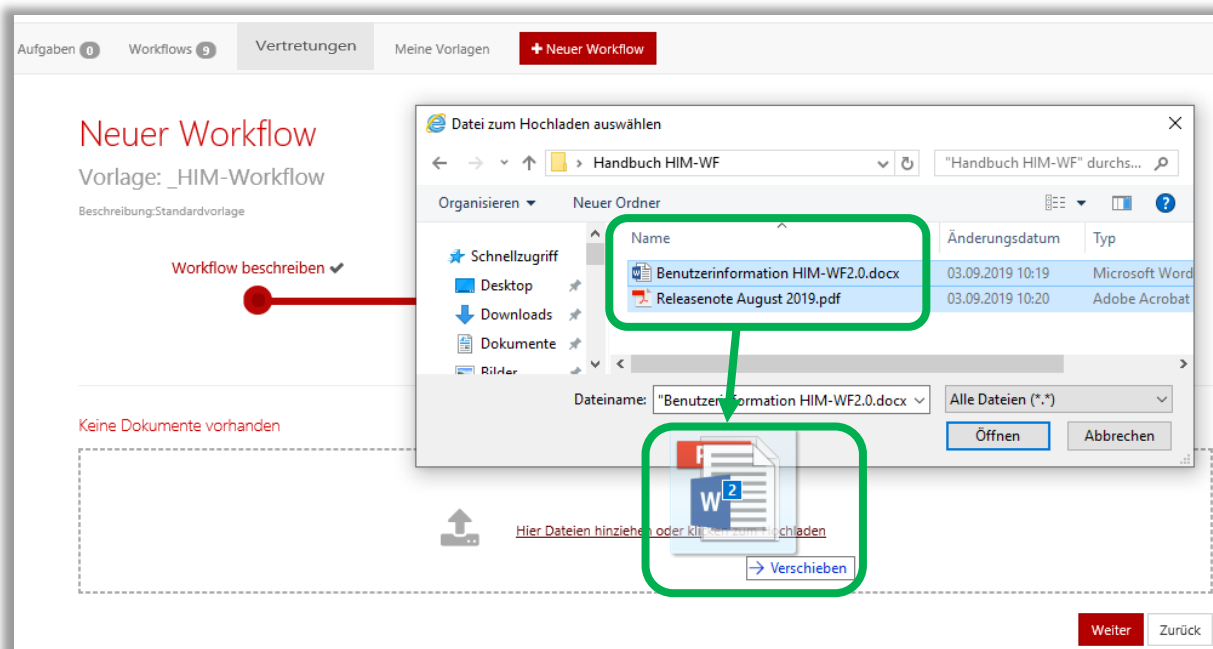 Aufgaben 0 Workflows 9 Vertretungen Meine Vorlagen + Neuer Workflow
Neuer Workflow
Vorlage: _HIM-Workflow
Beschreibung:Standardvorlage
Workflow beschreiben
Datei zum Hochladen auswählen
Handbuch HIM-WF
"Handbuch HIM-WF" durchs...
Organisieren Neuer Ordner
Name Änderungsdatum Typ
Schnellzugriff
Desktop
Downloads
Dokumente
Bilder
Benutzerinformation HIM-WF2.0.docx 03.09.2019 10:19 Microsoft Word
Releasenote August 2019.pdf 03.09.2019 10:20 Adobe Acrobat
Dateiname: "Benutzerinformation HIM-WF2.0.docx Alle Dateien (*.*)
Öffnen Abbrechen
Keine Dokumente vorhanden
W 2
Hier Dateien hinziehen oder klicken zum Hochladen
Verschieben
Weiter Zurück